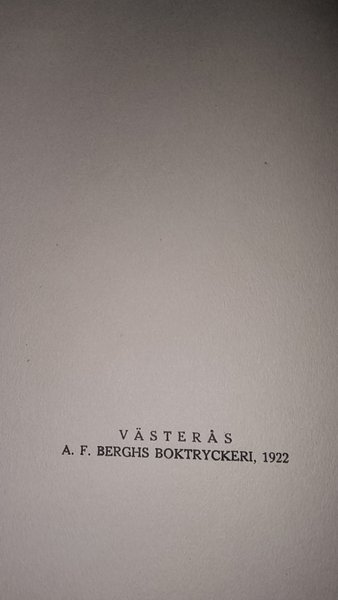 VÄSTERÅS
A. F. BERGHS BOKTRYCKERI, 1922